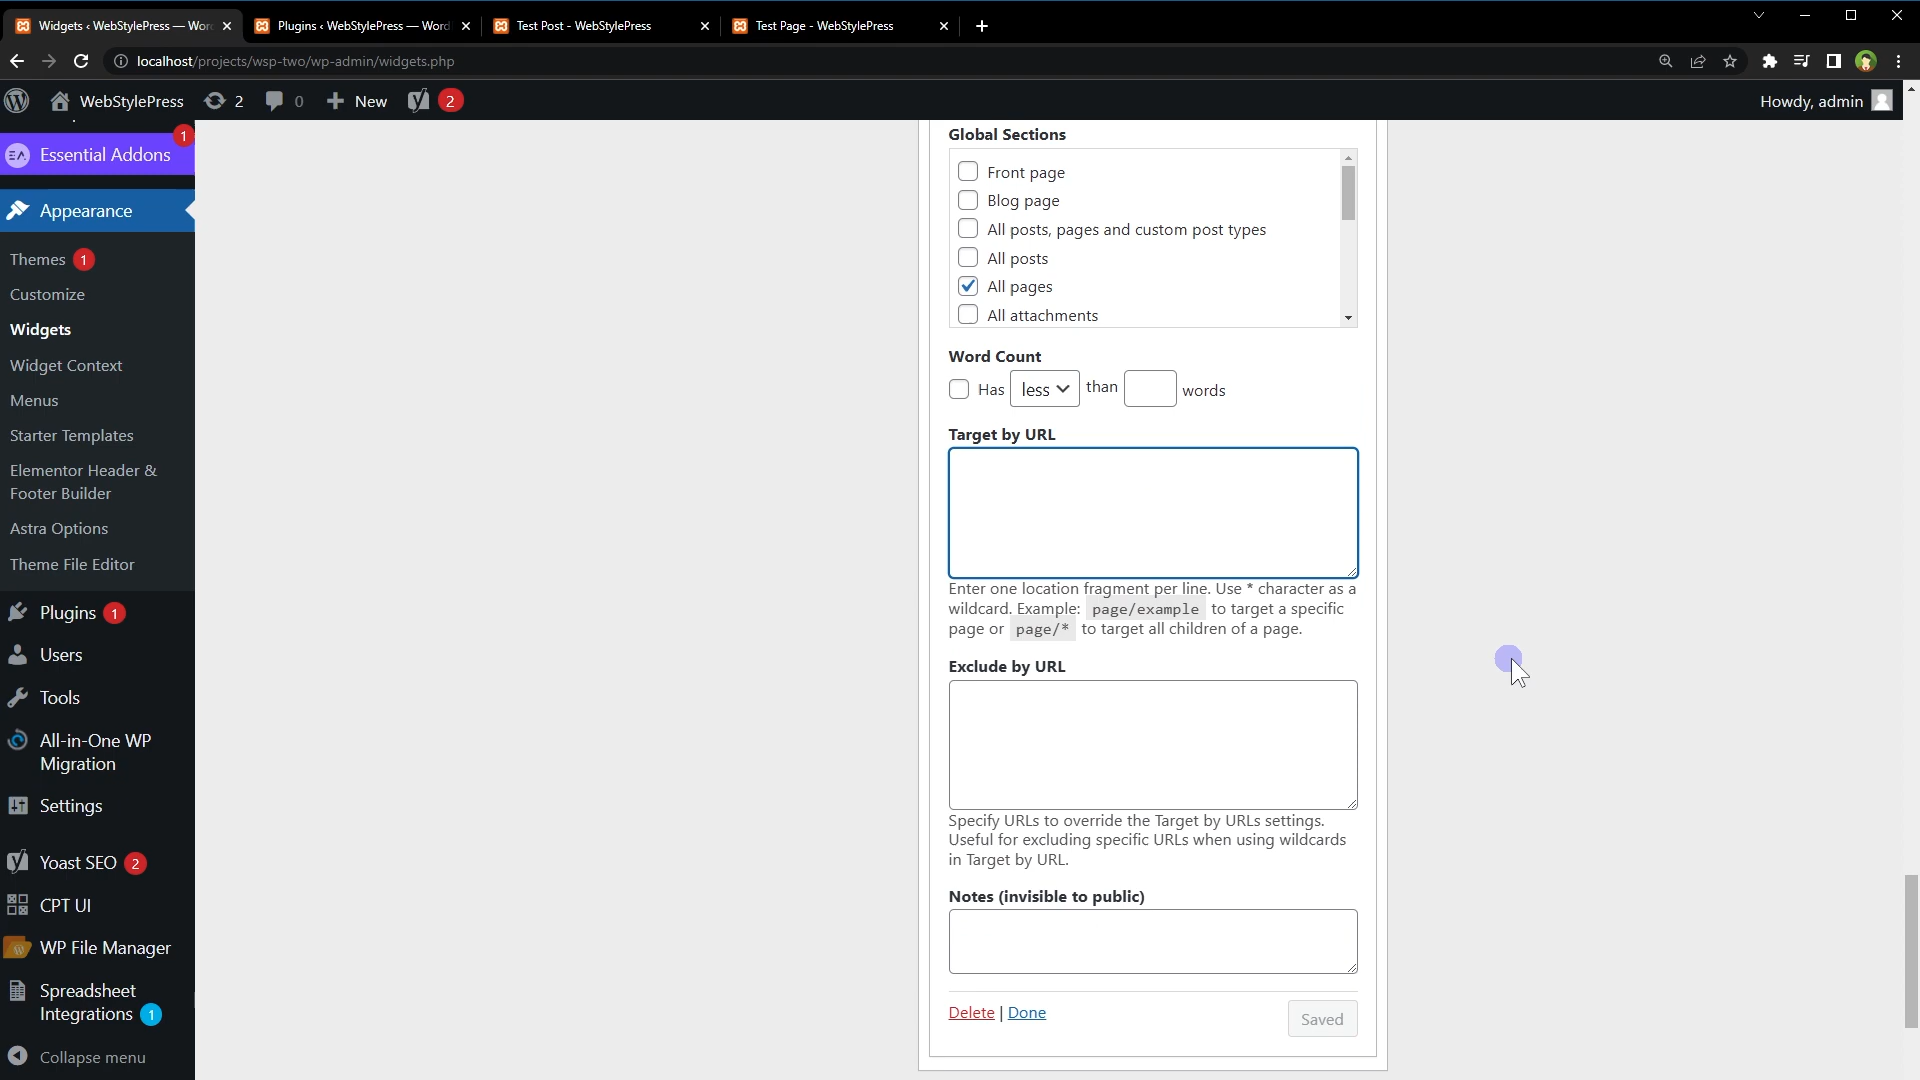 Widgets ‹ WebStylePress — Wor
Plugins ‹ WebStylePress — Word
Test Post - WebStylePress
Test Page - WebStylePress
localhost/projects/wsp-two/wp-admin/widgets.php
WebStylePress
2
0
New
2
Howdy, admin
1
Essential Addons
Appearance
Themes 1
Customize
Widgets
Widget Context
Menus
Starter Templates
Elementor Header &
Footer Builder
Astra Options
Theme File Editor
Plugins 1
Users
Tools
All-in-One WP
Migration
Settings
Yoast SEO 2
CPT UI
WP File Manager
Spreadsheet
Integrations 1
Collapse menu
Global Sections
Front page
Blog page
All posts, pages and custom post types
All posts
All pages
All attachments
Word Count
Has less than words
Target by URL
Enter one location fragment per line. Use * character as a
wildcard. Example: page/example to target a specific
page or page/* to target all children of a page.
Exclude by URL
Specify URLs to override the Target by URLs settings.
Useful for excluding specific URLs when using wildcards
in Target by URL.
Notes (invisible to public)
Delete | Done
Saved